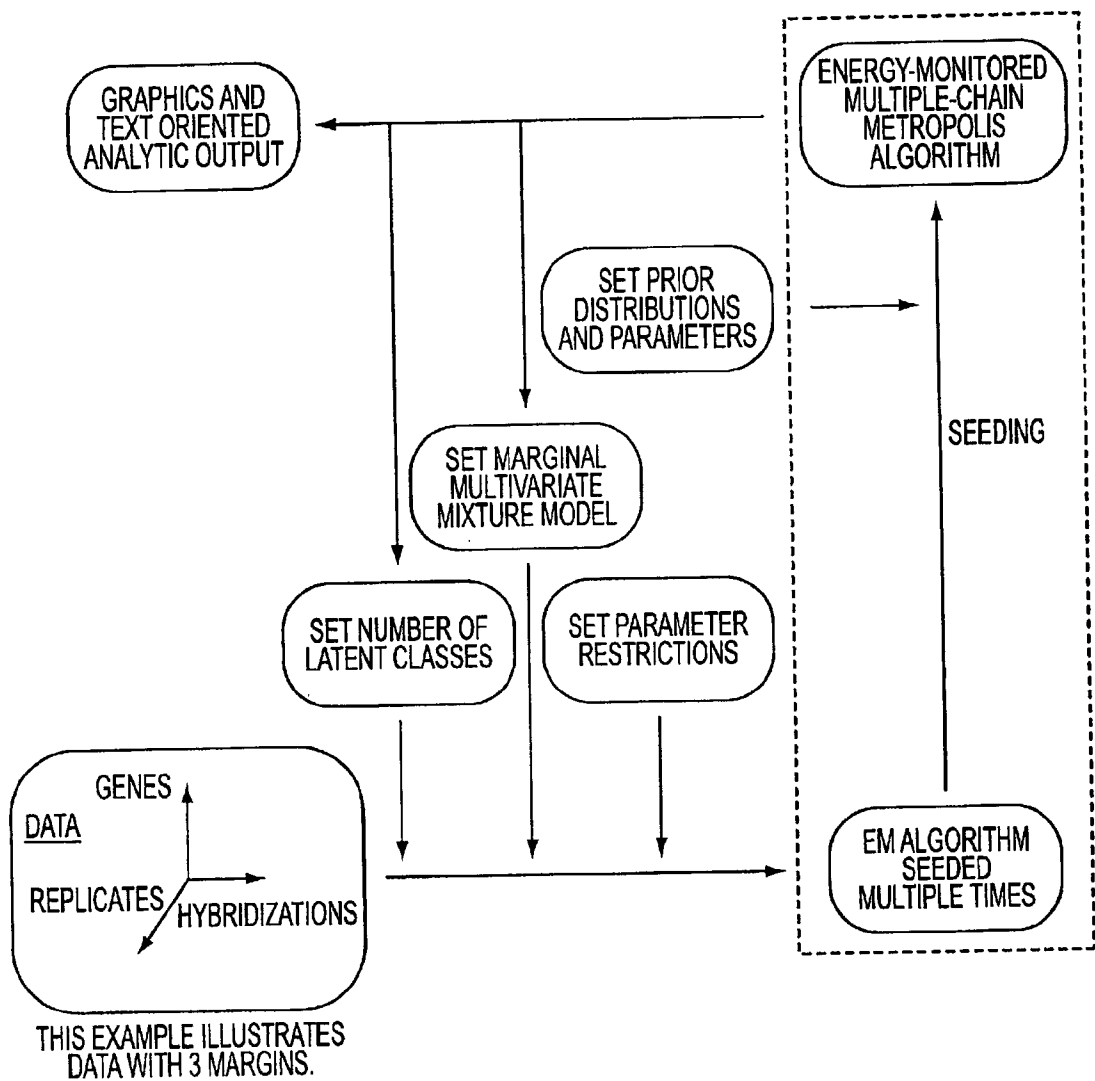 GRAPHICS AND
TEXT ORIENTED
ANALYTIC OUTPUT
ENERGY-MONITORED
MULTIPLE-CHAIN
METROPOLIS
ALGORITHM
SET PRIOR
DISTRIBUTIONS
AND PARAMETERS
SEEDING
SET MARGINAL
MULTIVARIATE
MIXTURE MODEL
SET NUMBER OF
LATENT CLASSES
SET PARAMETER
RESTRICTIONS
GENES
DATA
REPLICATES
HYBRIDIZATIONS
EM ALGORITHM
SEEDED
MULTIPLE TIMES
THIS EXAMPLE ILLUSTRATES
DATA WITH 3 MARGINS.